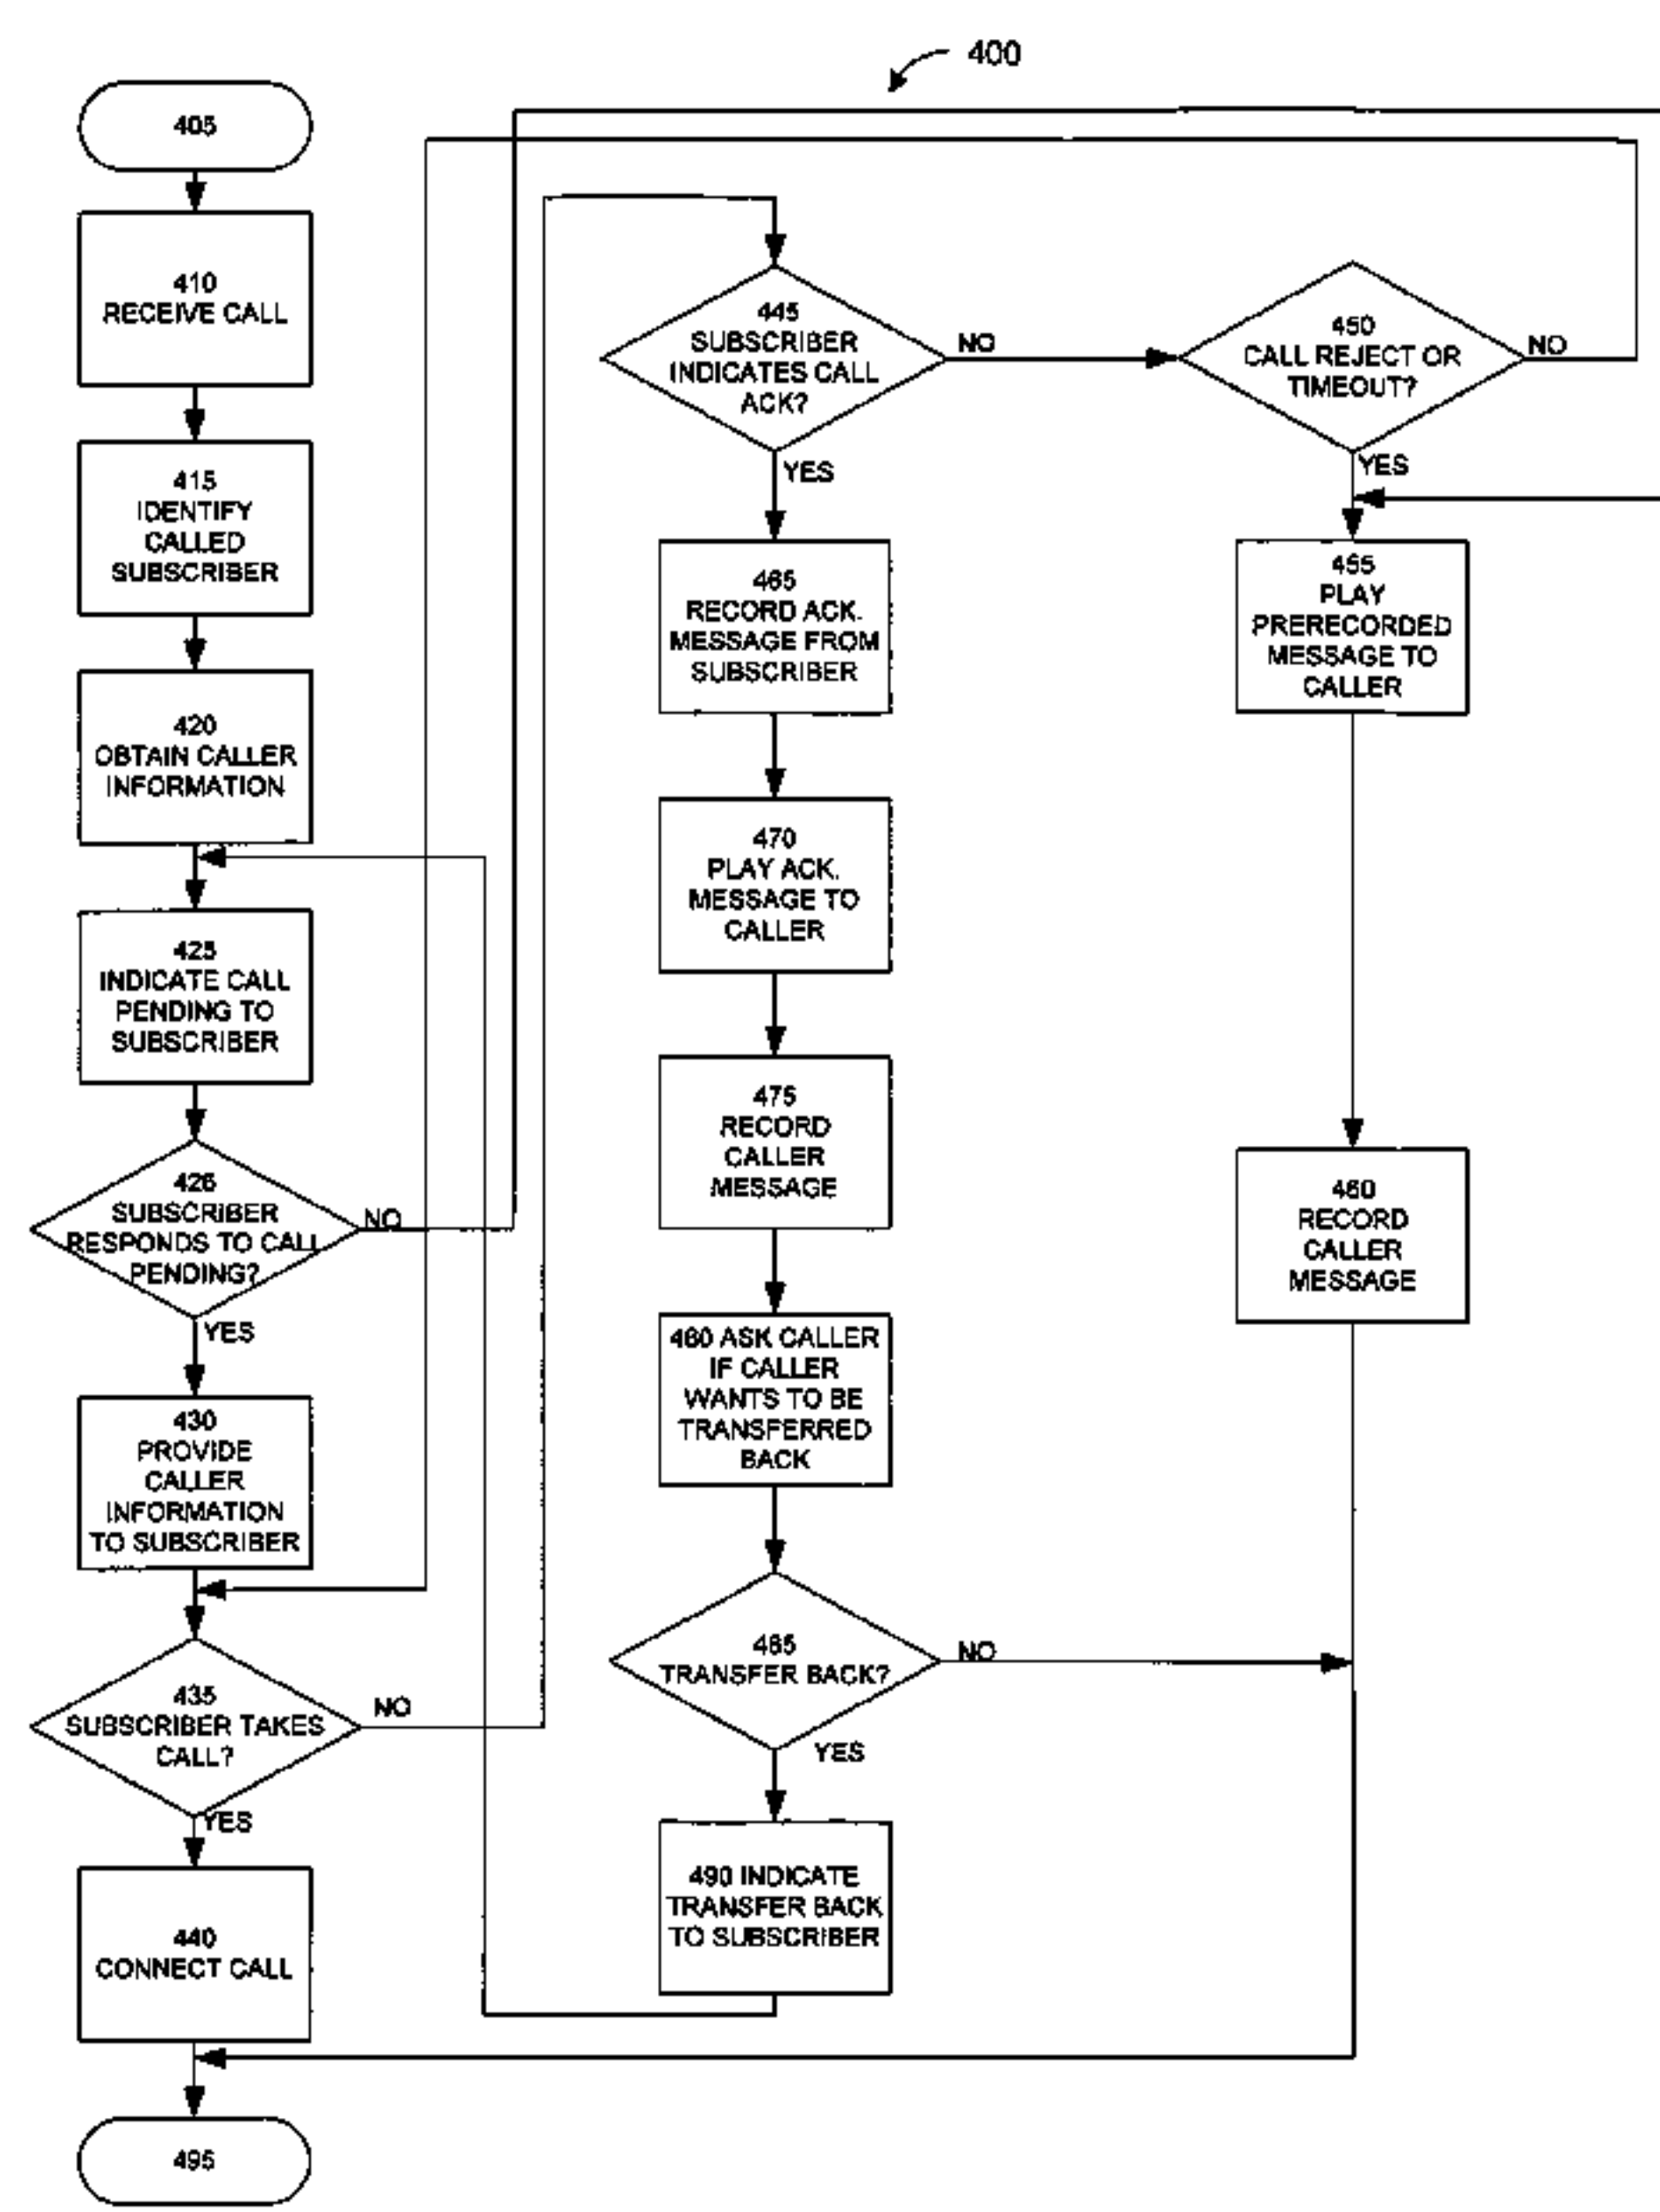 400
405
410
RECEIVE CALL
415
IDENTIFY
CALLED
SUBSCRIBER
420
OBTAIN CALLER
INFORMATION
425
INDICATE CALL
PENDING TO
SUBSCRIBER
426
SUBSCRIBER
RESPONDS TO CALL
PENDING?
NO
YES
430
PROVIDE
CALLER
INFORMATION
TO SUBSCRIBER
435
SUBSCRIBER TAKES
CALL?
NO
YES
440
CONNECT CALL
495
445
SUBSCRIBER
INDICATES CALL
ACK?
NO
YES
465
RECORD ACK.
MESSAGE FROM
SUBSCRIBER
470
PLAY ACK.
MESSAGE TO
CALLER
475
RECORD
CALLER
MESSAGE
480 ASK CALLER
IF CALLER
WANTS TO BE
TRANSFERRED
BACK
485
TRANSFER BACK?
NO
YES
490 INDICATE
TRANSFER BACK
TO SUBSCRIBER
450
CALL REJECT OR
TIMEOUT?
NO
YES
455
PLAY
PRERECORDED
MESSAGE TO
CALLER
460
RECORD
CALLER
MESSAGE